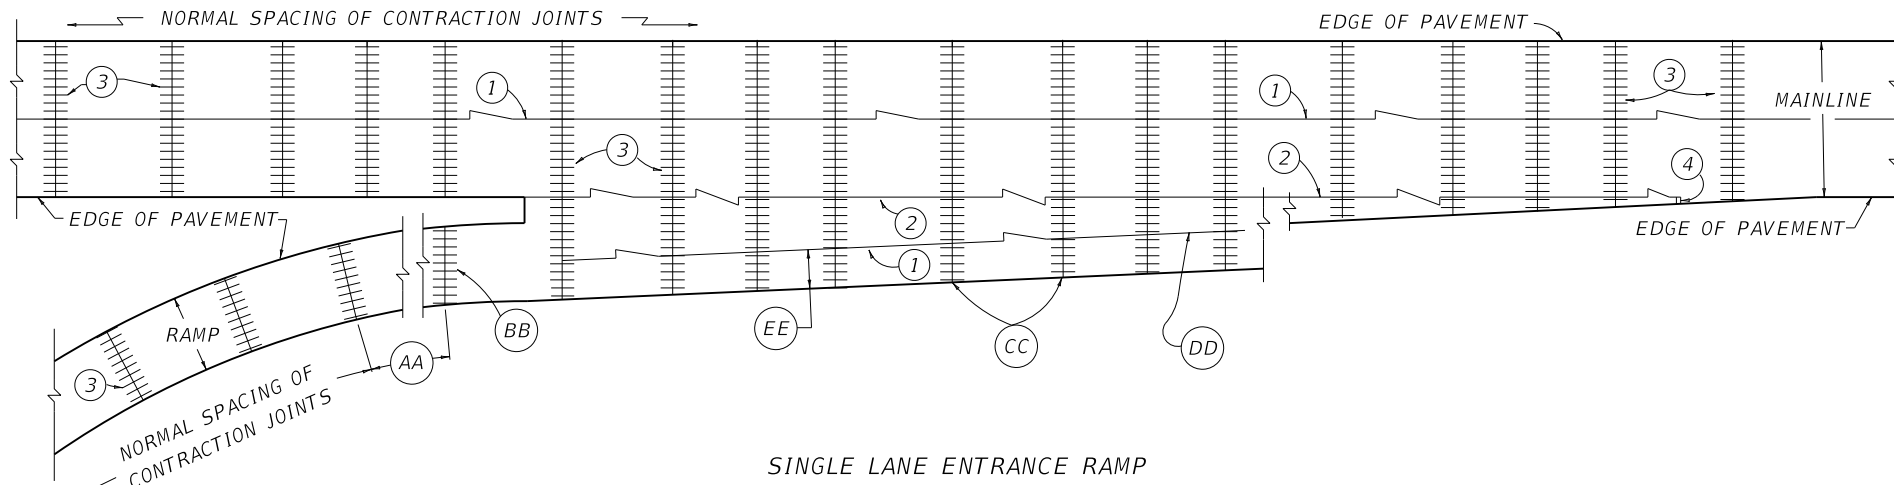 NORMAL SPACING OF CONTRACTION JOINTS
EDGE OF PAVEMENT
3
1
1
3
MAINLINE
3
2
4
EDGE OF PAVEMENT
2
EDGE OF PAVEMENT
1
RAMP
AA
BB
EE
CC
DD
3
NORMAL SPACING OF
CONTRACTION JOINTS
SINGLE LANE ENTRANCE RAMP